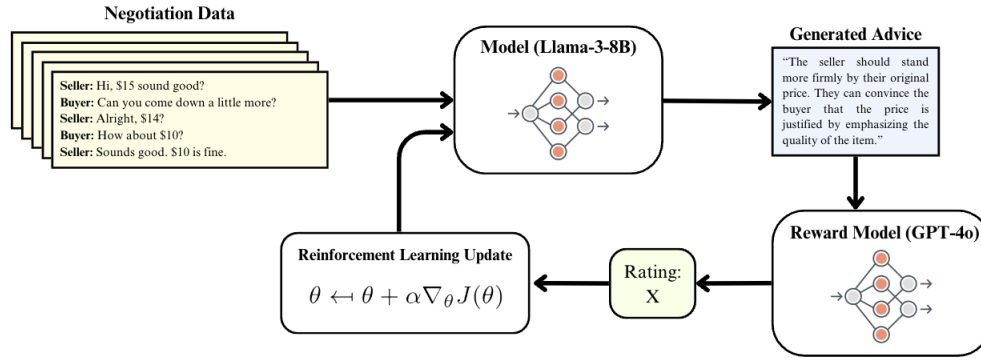 Negotiation Data
Seller: Hi, $15 sound good?
Buyer: Can you come down a little more?
Seller: Alright, $14?
Buyer: How about $10?
Seller: Sounds good. $10 is fine.
Model (Llama-3-8B)
Generated Advice
“The seller should stand
more firmly by their original
price. They can convince the
buyer that the price is
justified by emphasizing the
quality of the item.”
Reward Model (GPT-4o)
Rating:
X
Reinforcement Learning Update
θ ↤ θ + α∇θJ(θ)